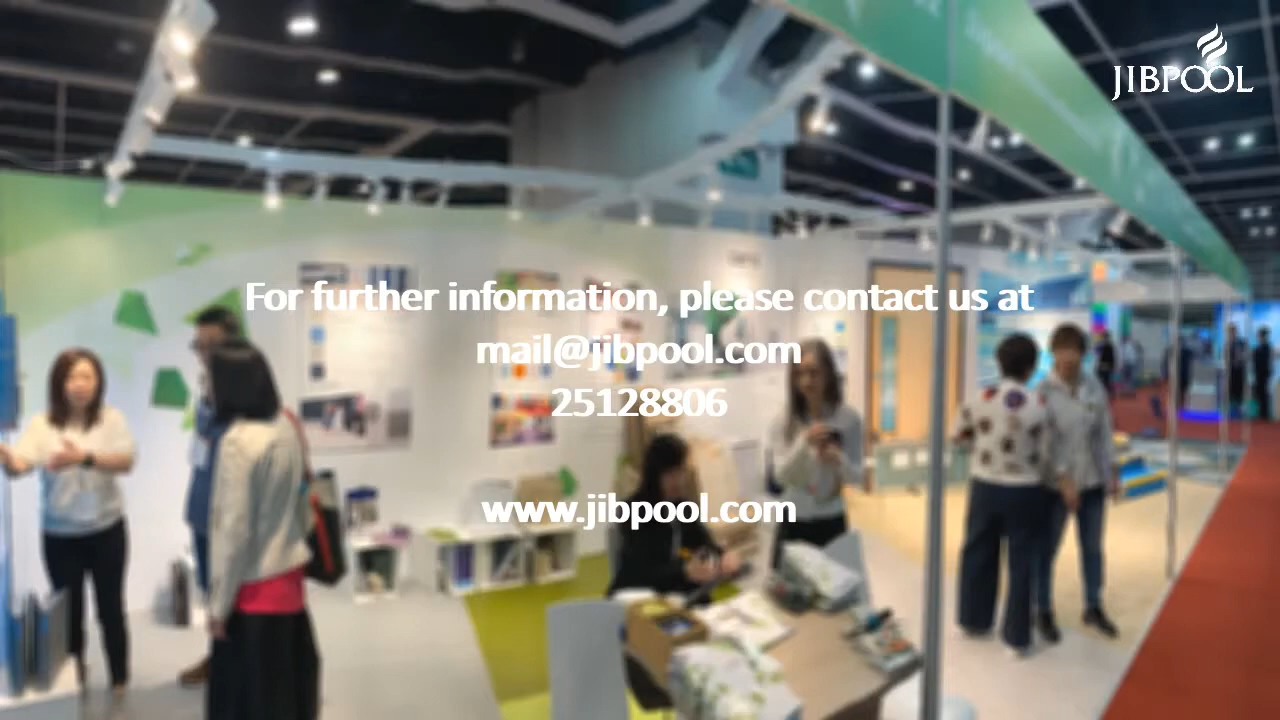 JIBPOOL
For further information, please contact us at
mail@jibpool.com
25128806
www.jibpool.com